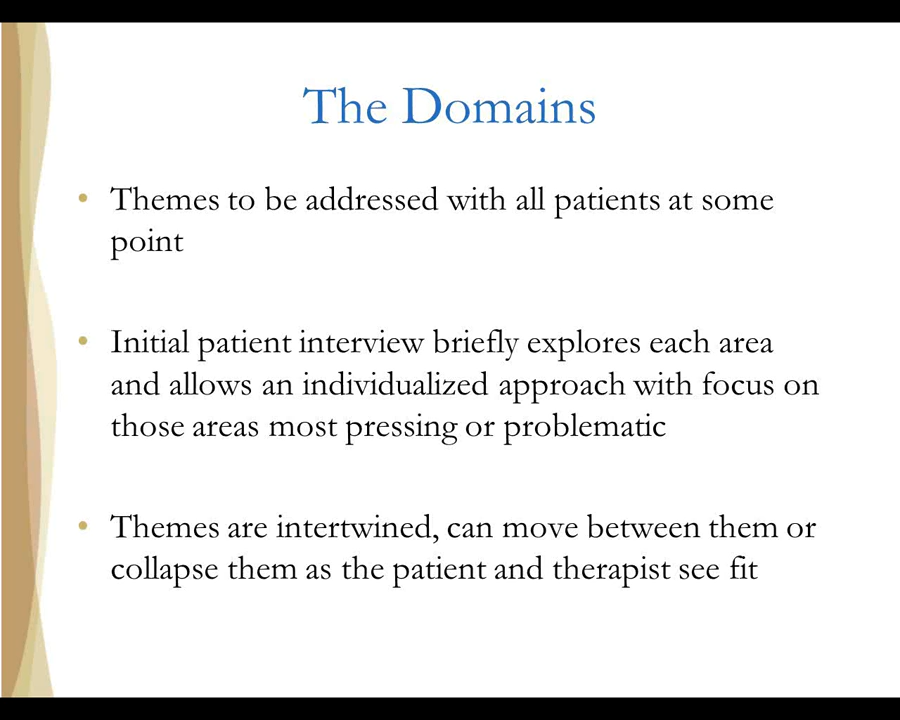 The Domains
• Themes to be addressed with all patients at some
point
• Initial patient interview briefly explores each area
and allows an individualized approach with focus on
those areas most pressing or problematic
• Themes are intertwined, can move between them or
collapse them as the patient and therapist see fit